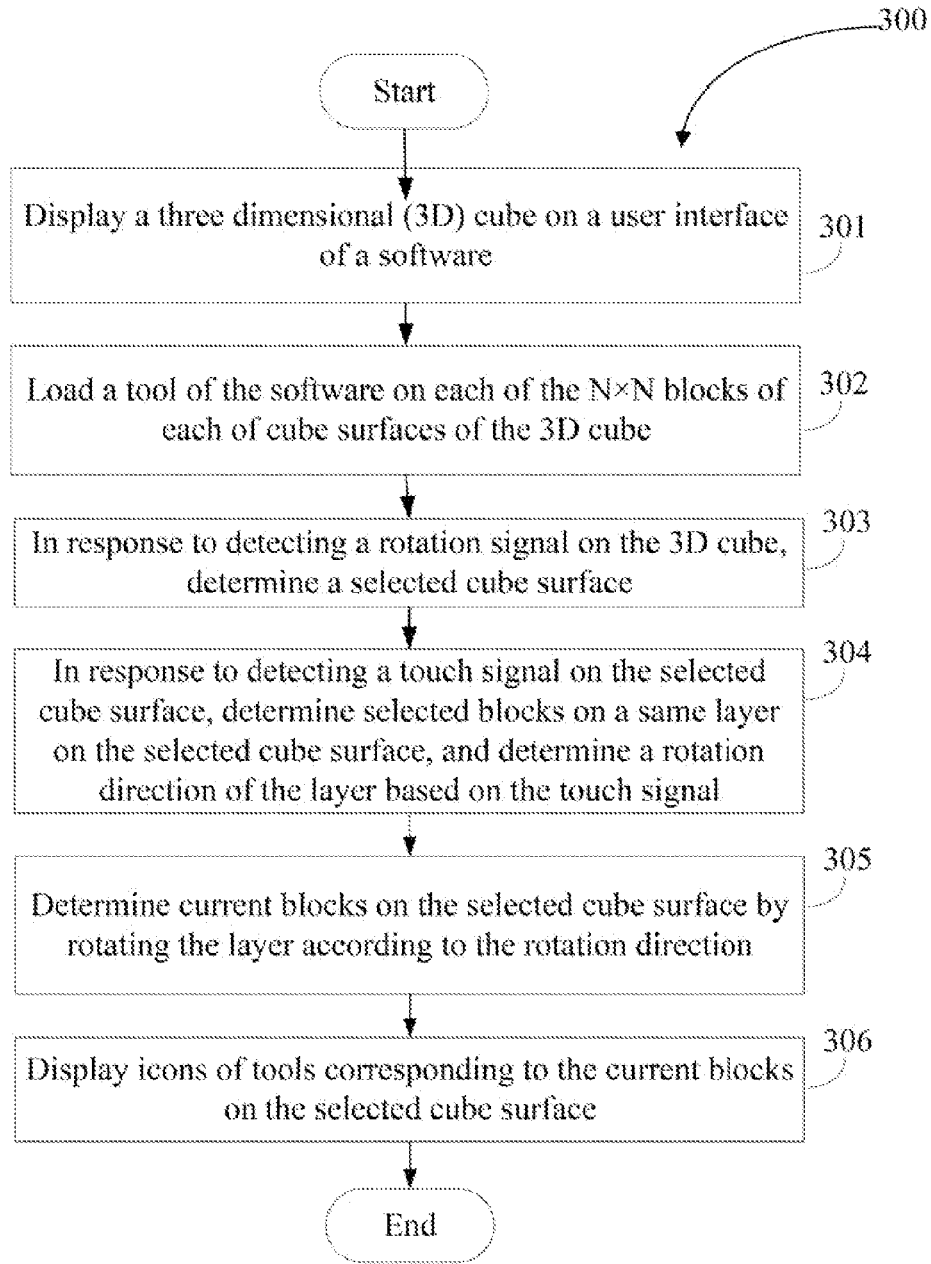 300
Start
Display a three dimensional (3D) cube on a user interface
of a software
301
Load a tool of the software on each of the N×N blocks of
each of cube surfaces of the 3D cube
302
In response to detecting a rotation signal on the 3D cube,
determine a selected cube surface
303
In response to detecting a touch signal on the selected
cube surface, determine selected blocks on a same layer
on the selected cube surface, and determine a rotation
direction of the layer based on the touch signal
304
Determine current blocks on the selected cube surface by
rotating the layer according to the rotation direction
305
Display icons of tools corresponding to the current blocks
on the selected cube surface
306
End